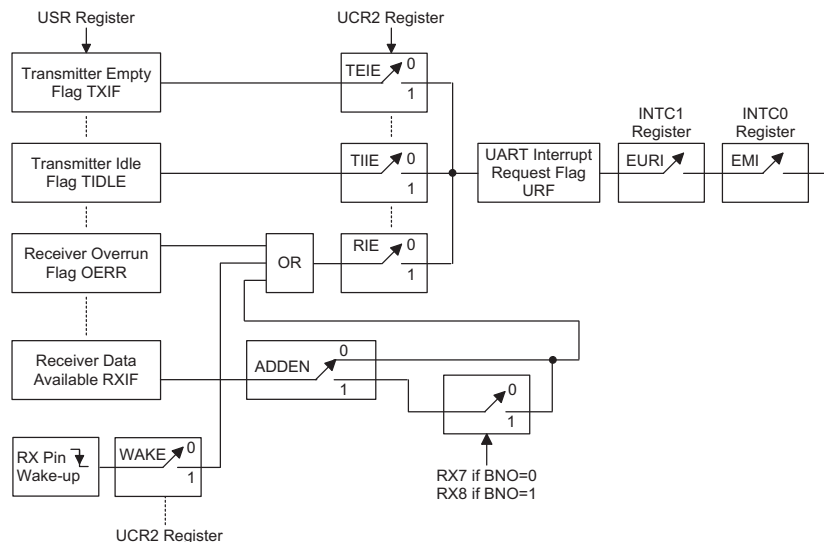 USR Register
UCR2 Register
Transmitter Empty
Flag TXIF
TEIE
0
1
INTC1
Register
INTC0
Register
Transmitter Idle
Flag TIDLE
TIIE
0
1
UART Interrupt
Request Flag
URF
EURI
EMI
Receiver Overrun
Flag OERR
OR
RIE
0
1
Receiver Data
Available RXIF
ADDEN
0
1
0
1
RX Pin
Wake-up
WAKE
0
1
RX7 if BNO=0
RX8 if BNO=1
UCR2 Register